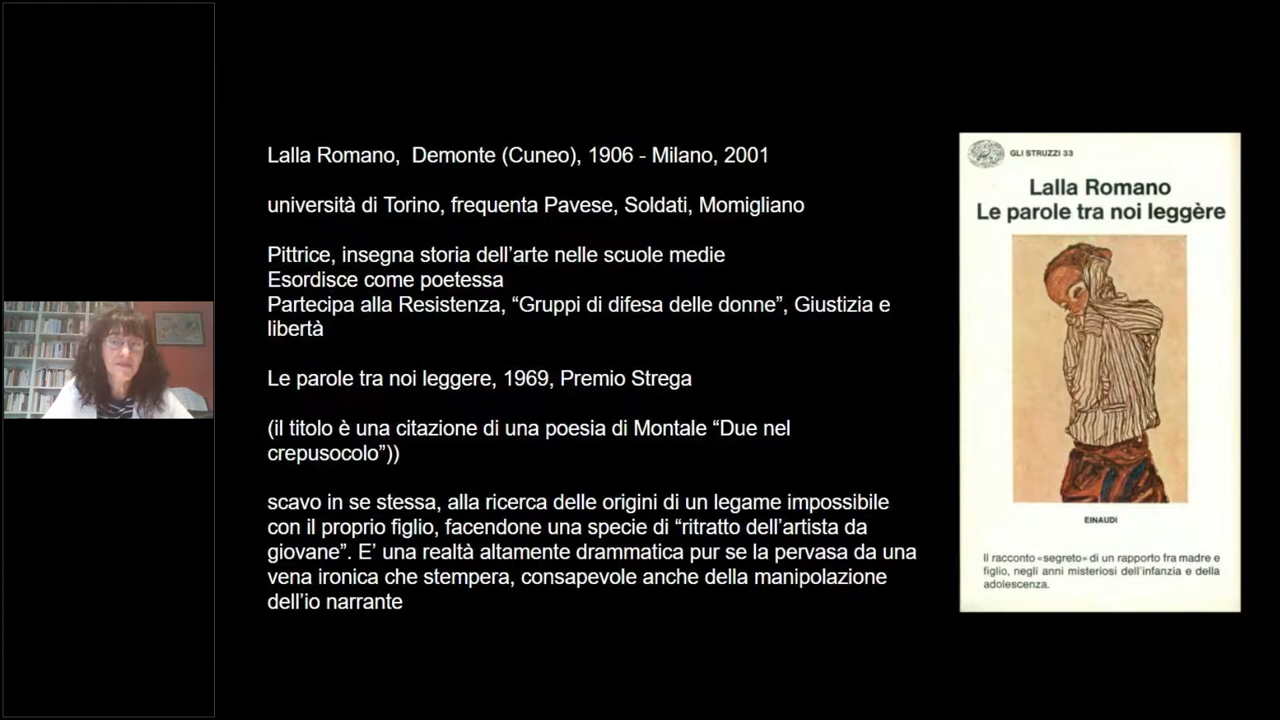 Lalla Romano, Demonte (Cuneo), 1906 - Milano, 2001
università di Torino, frequenta Pavese, Soldati, Momigliano
Pittrice, insegna storia dell’arte nelle scuole medie
Esordisce come poetessa
Partecipa alla Resistenza, “Gruppi di difesa delle donne”, Giustizia e
libertà
Le parole tra noi leggere, 1969, Premio Strega
(il titolo è una citazione di una poesia di Montale “Due nel
crepusocolo”))
scavo in se stessa, alla ricerca delle origini di un legame impossibile
con il proprio figlio, facendone una specie di “ritratto dell’artista da
giovane”. E’ una realtà altamente drammatica pur se la pervasa da una
vena ironica che stempera, consapevole anche della manipolazione
dell’io narrante
GLI STRUZZI 33
Lalla Romano
Le parole tra noi leggère
EINAUDI
Il racconto «segreto» di un rapporto fra madre e
figlio, negli anni misteriosi dell’infanzia e della
adolescenza.